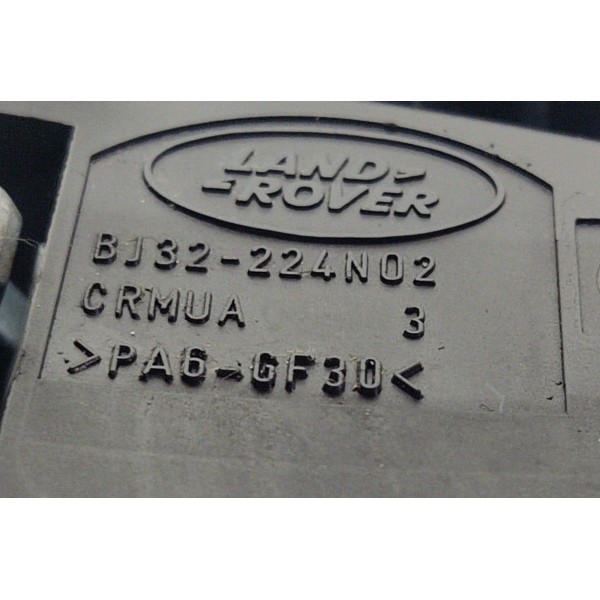 LAND
ROVER
BJ32-224N02
CRMUA 3
>PA6-GF30<